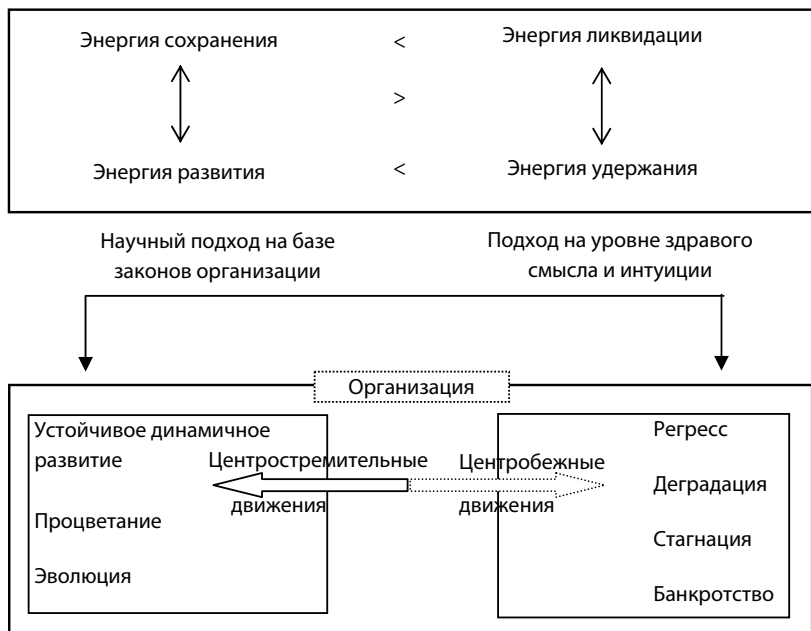 Энергия сохранения < Энергия ликвидации
>
Энергия развития < Энергия удержания
Научный подход на базе
законов организации
Подход на уровне здравого
смысла и интуиции
Организация
Устойчивое динамичное
развитие
Процветание
Эволюция
Центростремительные
движения
Центробежные
движения
Регресс
Деградация
Стагнация
Банкротство